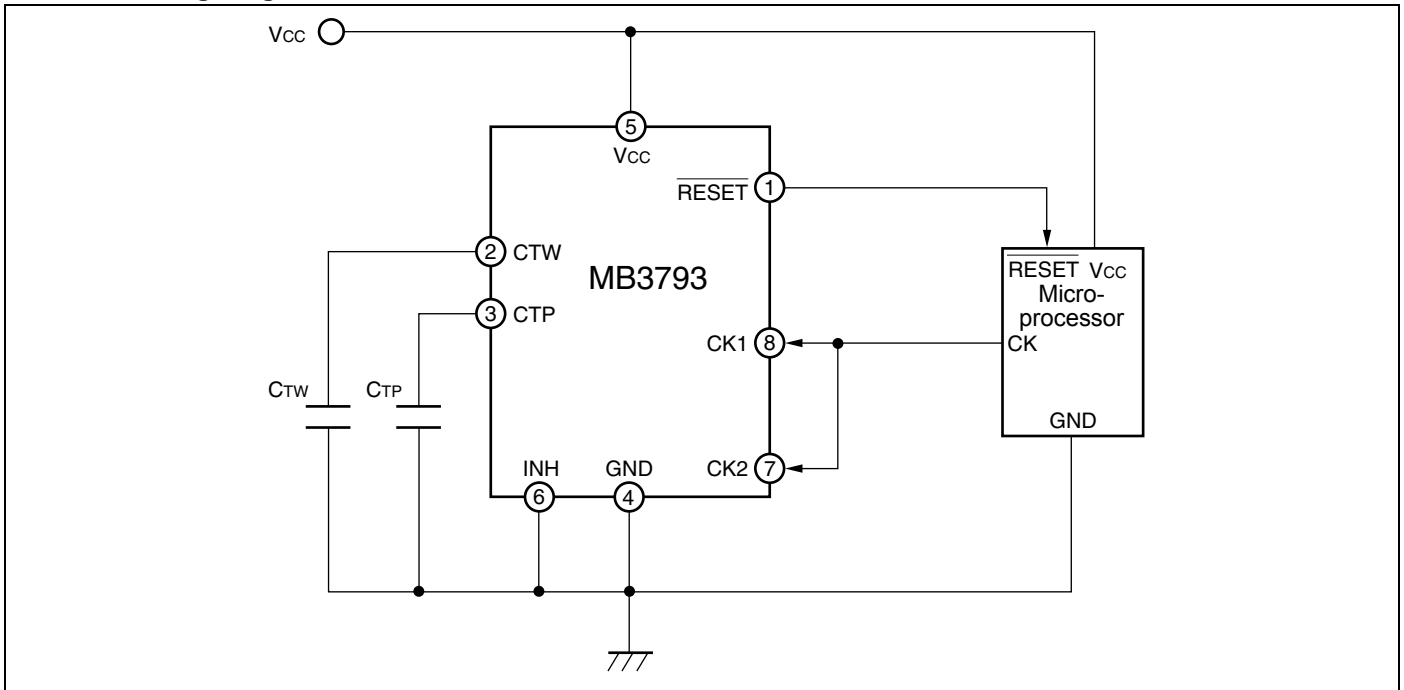 VCC
5
VCC
RESET 1
2 CTW
MB3793
3 CTP
RESET VCC
Micro-
processor
CK1 8
CK
CTW
CTP
GND
INH
GND
CK2 7
6
4